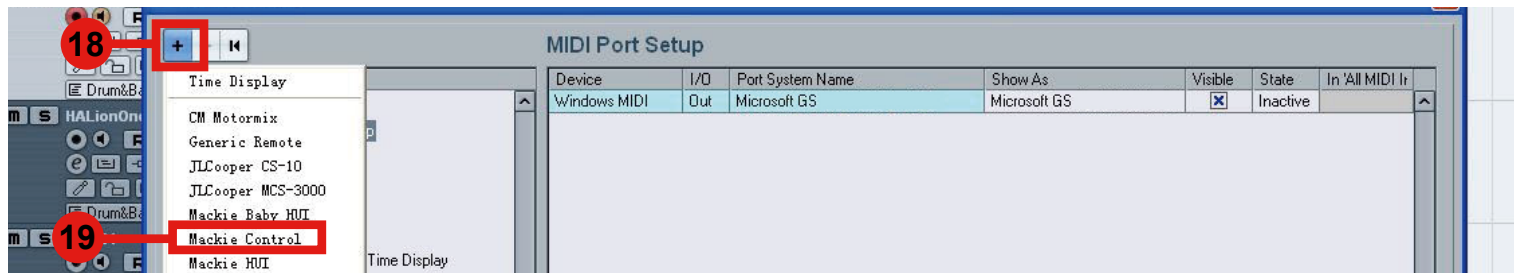 18
MIDI Port Setup
Time Display
Device I/O Port System Name Show As Visible State In 'All MIDI Ir
Drum&Ba
Windows MIDI Out Microsoft GS Microsoft GS Inactive
m S HALionOne
CM Motormix
Generic Remote
JLCooper CS-10
JLCooper MCS-3000
Drum&Ba
Mackie Baby HUI
19
m S
Mackie Control
Mackie HUI
Time Display